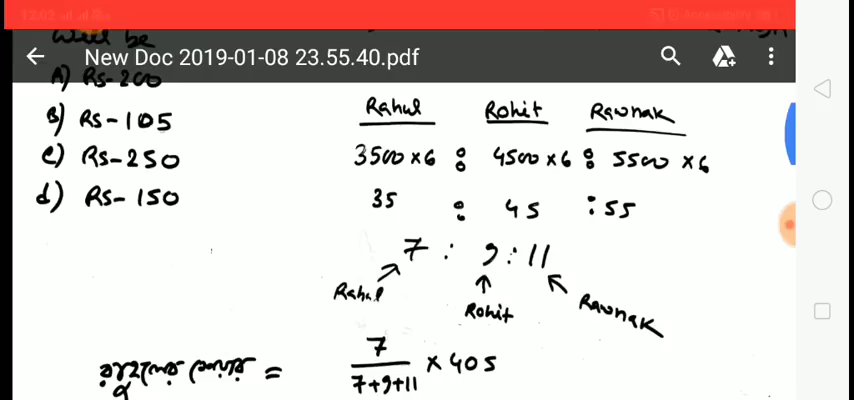 will be
New Doc 2019-01-08 23.55.40.pdf
A) Rs-200
B) Rs-105
c) Rs-250
d) Rs-150
Rahul Rohit Rawnak
3500 x 6 : 4500 x 6 : 5500 x 6
35 : 45 : 55
7 : 9 : 11
Rahul Rohit Rawnak
= 7/7+9+11 x 405